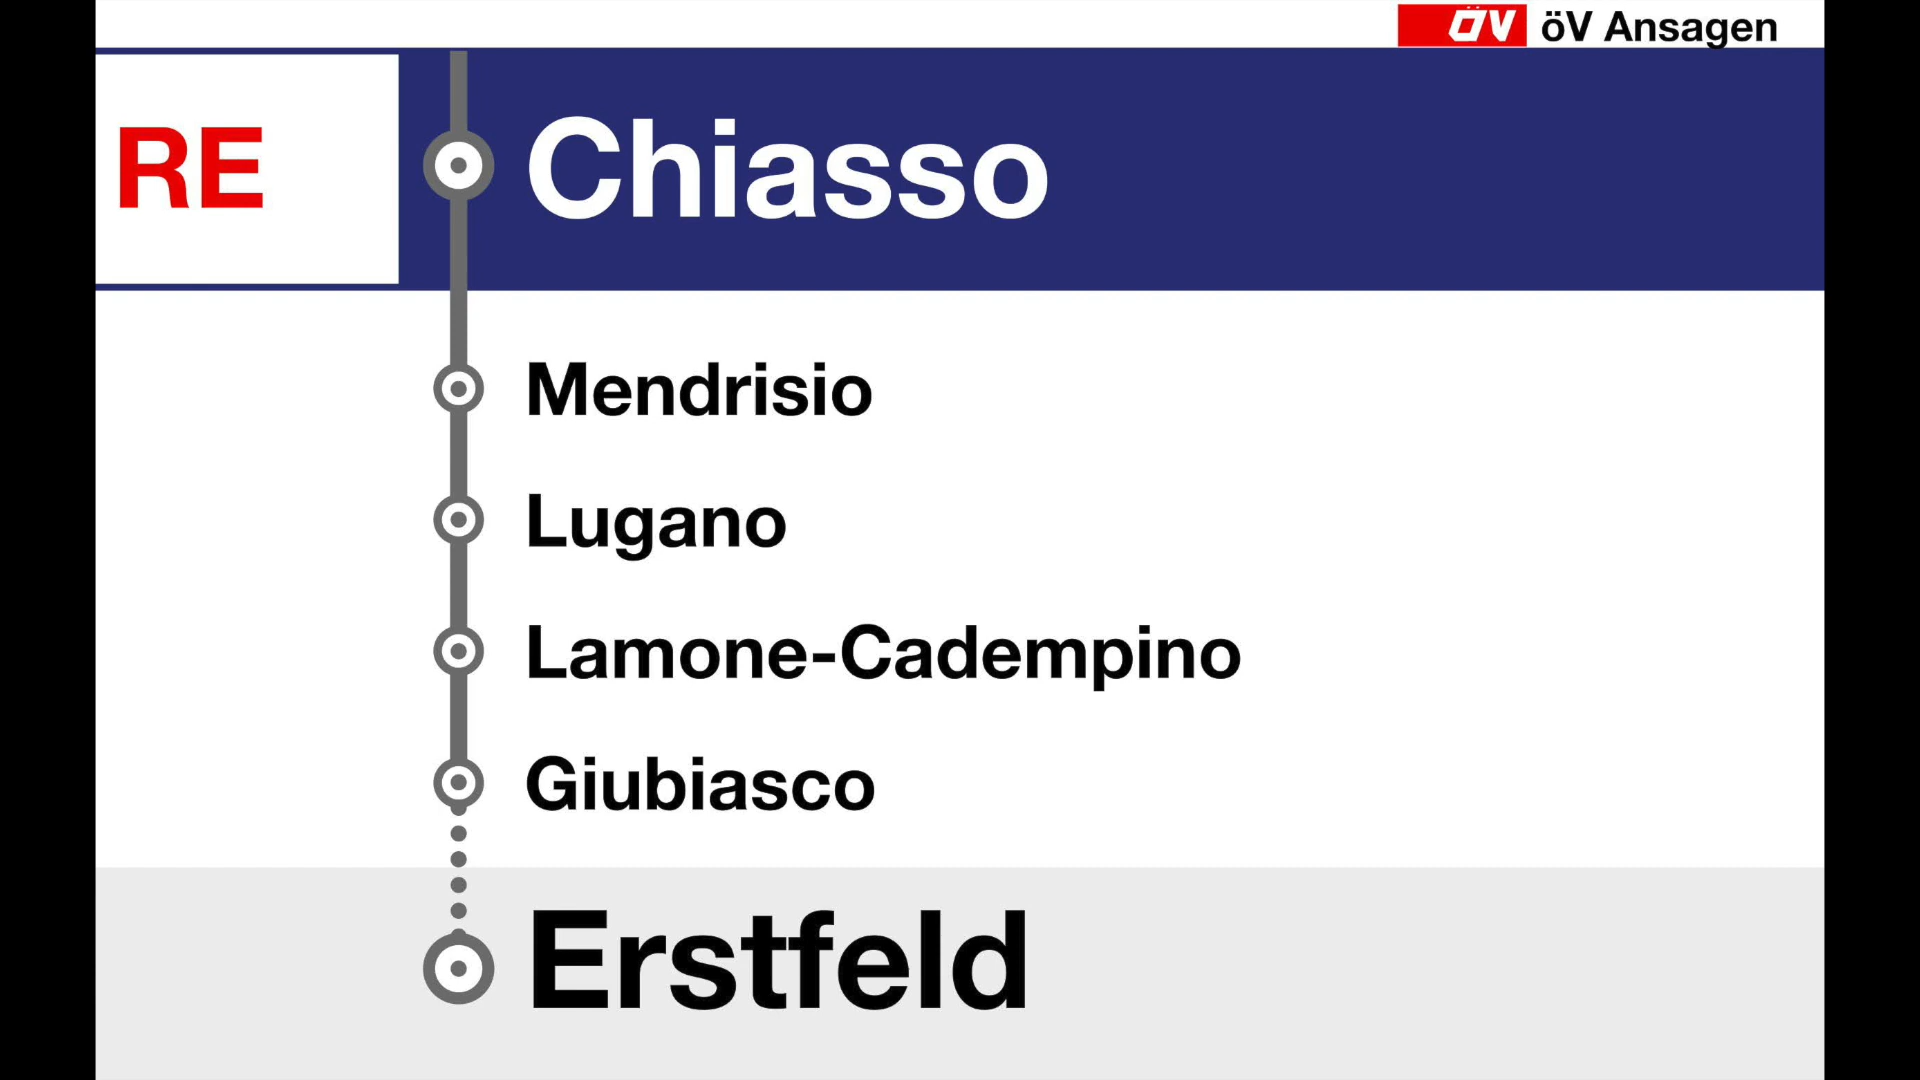 ÖV öV Ansagen
RE
Chiasso
Mendrisio
Lugano
Lamone-Cadempino
Giubiasco
Erstfeld